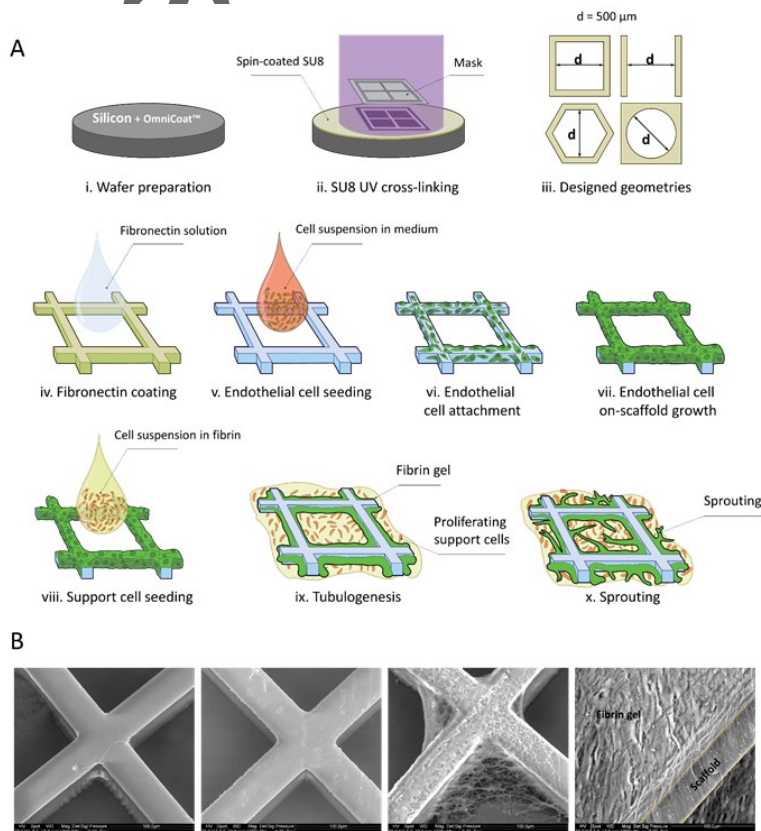 d = 500 µm
A
Spin-coated SU8
Mask
Silicon + OmniCoat™
d
d
d
d
i. Wafer preparation
ii. SU8 UV cross-linking
iii. Designed geometries
Fibronectin solution
Cell suspension in medium
iv. Fibronectin coating
v. Endothelial cell seeding
vi. Endothelial
cell attachment
vii. Endothelial cell
on-scaffold growth
Cell suspension in fibrin
Fibrin gel
Proliferating
support cells
Sprouting
viii. Support cell seeding
ix. Tubulogenesis
x. Sprouting
B
Fibrin gel
Scaffold